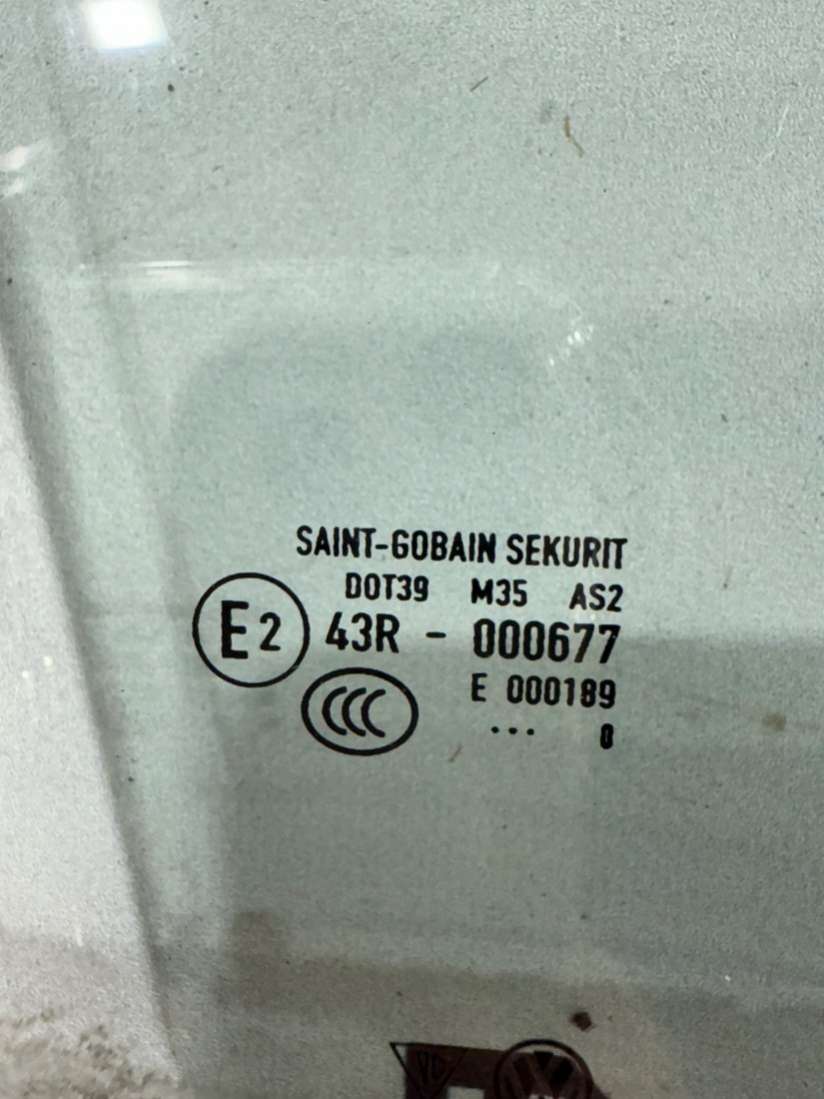 SAINT-GOBAIN SEKURIT
DOT39 M35 AS2
E2 43R - 000677
CCC E 000189
... 0